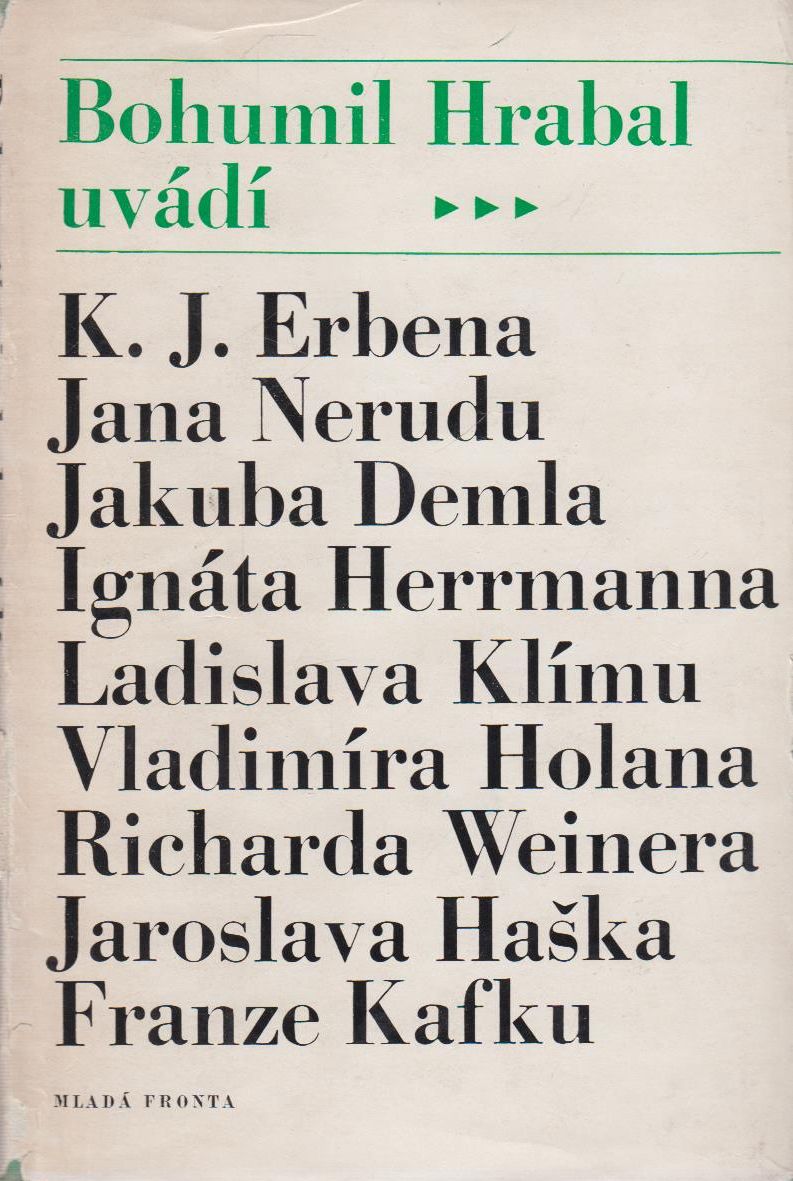 Bohumil Hrabal
uvádí ▸▸▸
K. J. Erbena
Jana Nerudu
Jakuba Demla
Ignáta Herrmanna
Ladislava Klímu
Vladimíra Holana
Richarda Weinera
Jaroslava Haška
Franze Kafku
MLADÁ FRONTA